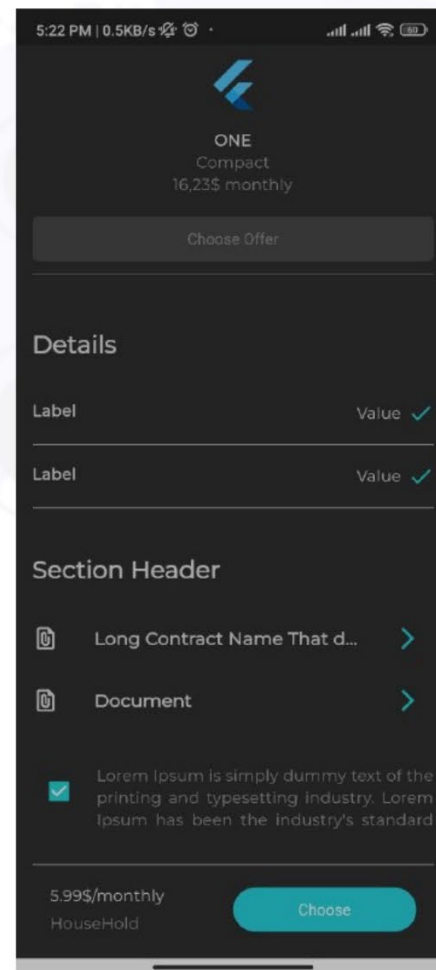 5:22 PM | 0.5KB/s
60
ONE
Compact
16,23$ monthly
Choose Offer
Details
Label Value
Label Value
Section Header
Long Contract Name That d...
Document
Lorem Ipsum is simply dummy text of the
printing and typesetting industry. Lorem
Ipsum has been the industry's standard
5.99$/monthly
HouseHold
Choose